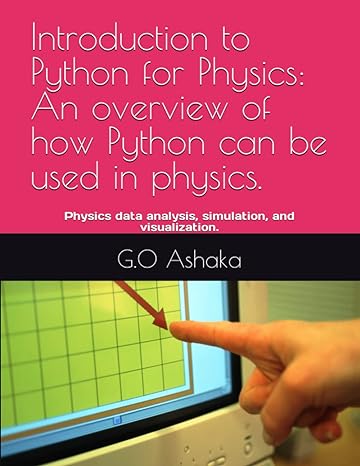 Introduction to
Python for Physics:
An overview of
how Python can be
used in physics.
Physics data analysis, simulation, and
visualization.
G.O Ashaka